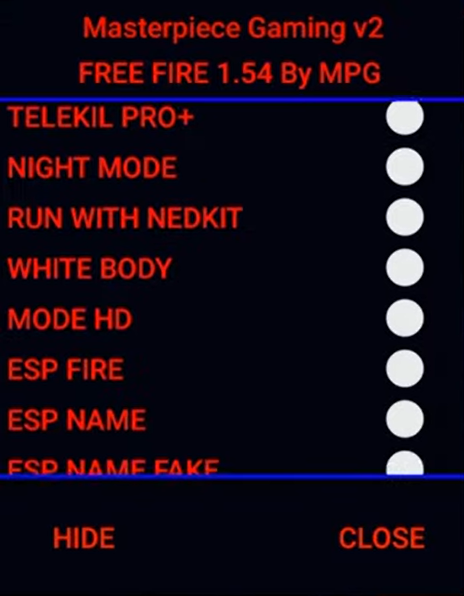 Masterpiece Gaming v2
FREE FIRE 1.54 By MPG
TELEKIL PRO+
NIGHT MODE
RUN WITH NEDKIT
WHITE BODY
MODE HD
ESP FIRE
ESP NAME
ESP NAME FAKE
HIDE CLOSE